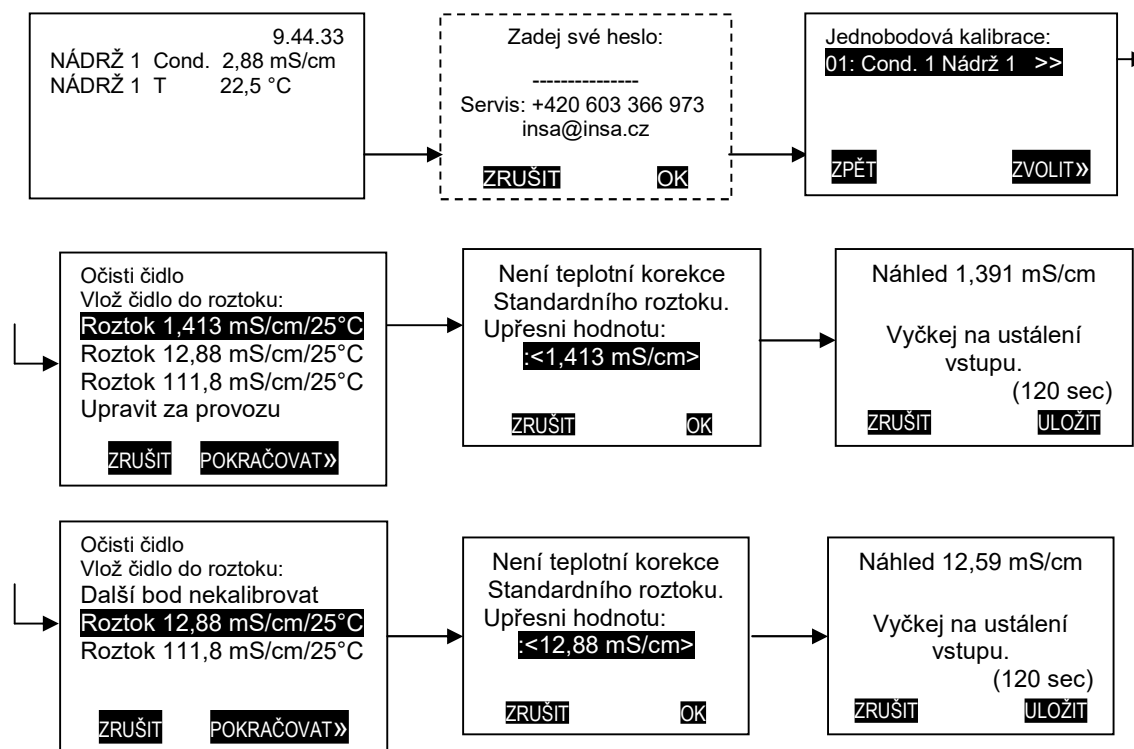 9.44.33
NÁDRŽ 1 Cond. 2,88 mS/cm
NÁDRŽ 1 T 22,5 °C
Zadej své heslo:
---------------
Servis: +420 603 366 973
insa@insa.cz
ZRUŠIT OK
Jednobodová kalibrace:
01: Cond. 1 Nádrž 1 >>
ZPĚT ZVOLIT»
Očisti čidlo
Vlož čidlo do roztoku:
Roztok 1,413 mS/cm/25°C
Roztok 12,88 mS/cm/25°C
Roztok 111,8 mS/cm/25°C
Upravit za provozu
ZRUŠIT POKRAČOVAT»
Není teplotní korekce
Standardního roztoku.
Upřesni hodnotu:
:<1,413 mS/cm>
ZRUŠIT OK
Náhled 1,391 mS/cm
Vyčkej na ustálení
vstupu.
(120 sec)
ZRUŠIT ULOŽIT
Očisti čidlo
Vlož čidlo do roztoku:
Další bod nekalibrovat
Roztok 12,88 mS/cm/25°C
Roztok 111,8 mS/cm/25°C
ZRUŠIT POKRAČOVAT»
Není teplotní korekce
Standardního roztoku.
Upřesni hodnotu:
:<12,88 mS/cm>
ZRUŠIT OK
Náhled 12,59 mS/cm
Vyčkej na ustálení
vstupu.
(120 sec)
ZRUŠIT ULOŽIT